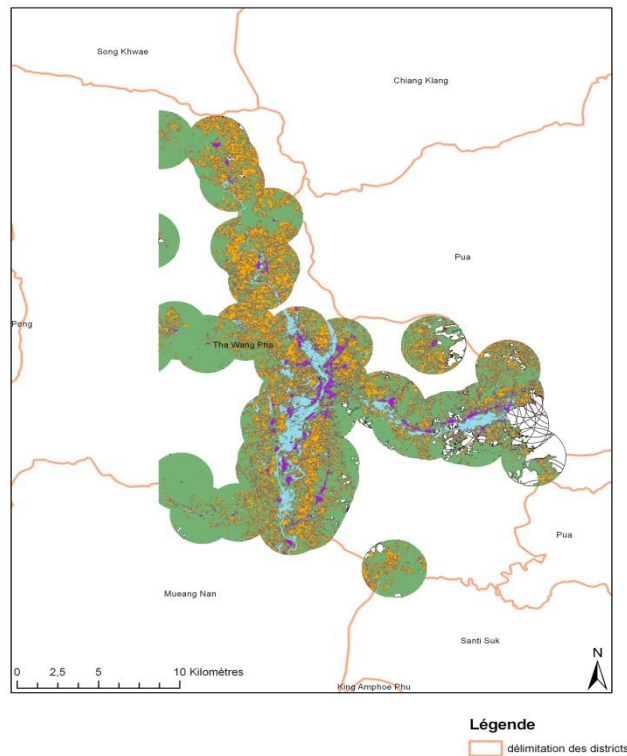 Song Khwae
Chiang Klang
Pua
Pong
Tha Wang Pha
Pua
Mueang Nan
Santi Suk
N
0 2,5 5 10 Kilométres
King Amphoe Phu
Légende
délimitation des districts